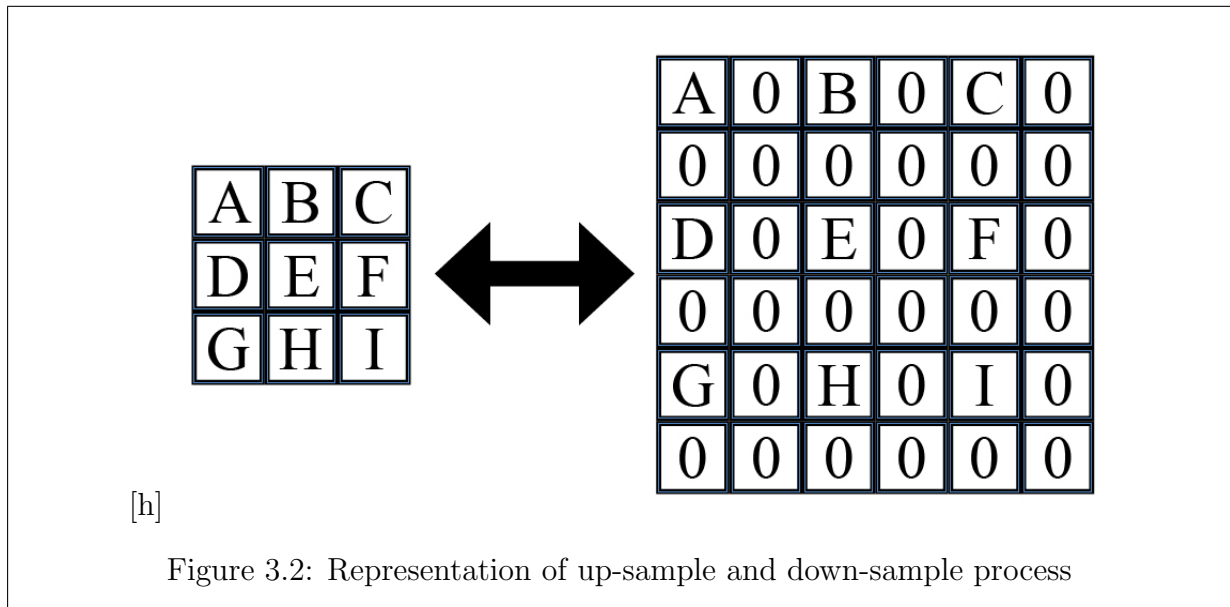 A 0 B 0 C 0
0 0 0 0 0 0
A B C
D 0 E 0 F 0
D E F
0 0 0 0 0 0
G H I
G 0 H 0 I 0
0 0 0 0 0 0
[h]
Figure 3.2: Representation of up-sample and down-sample process